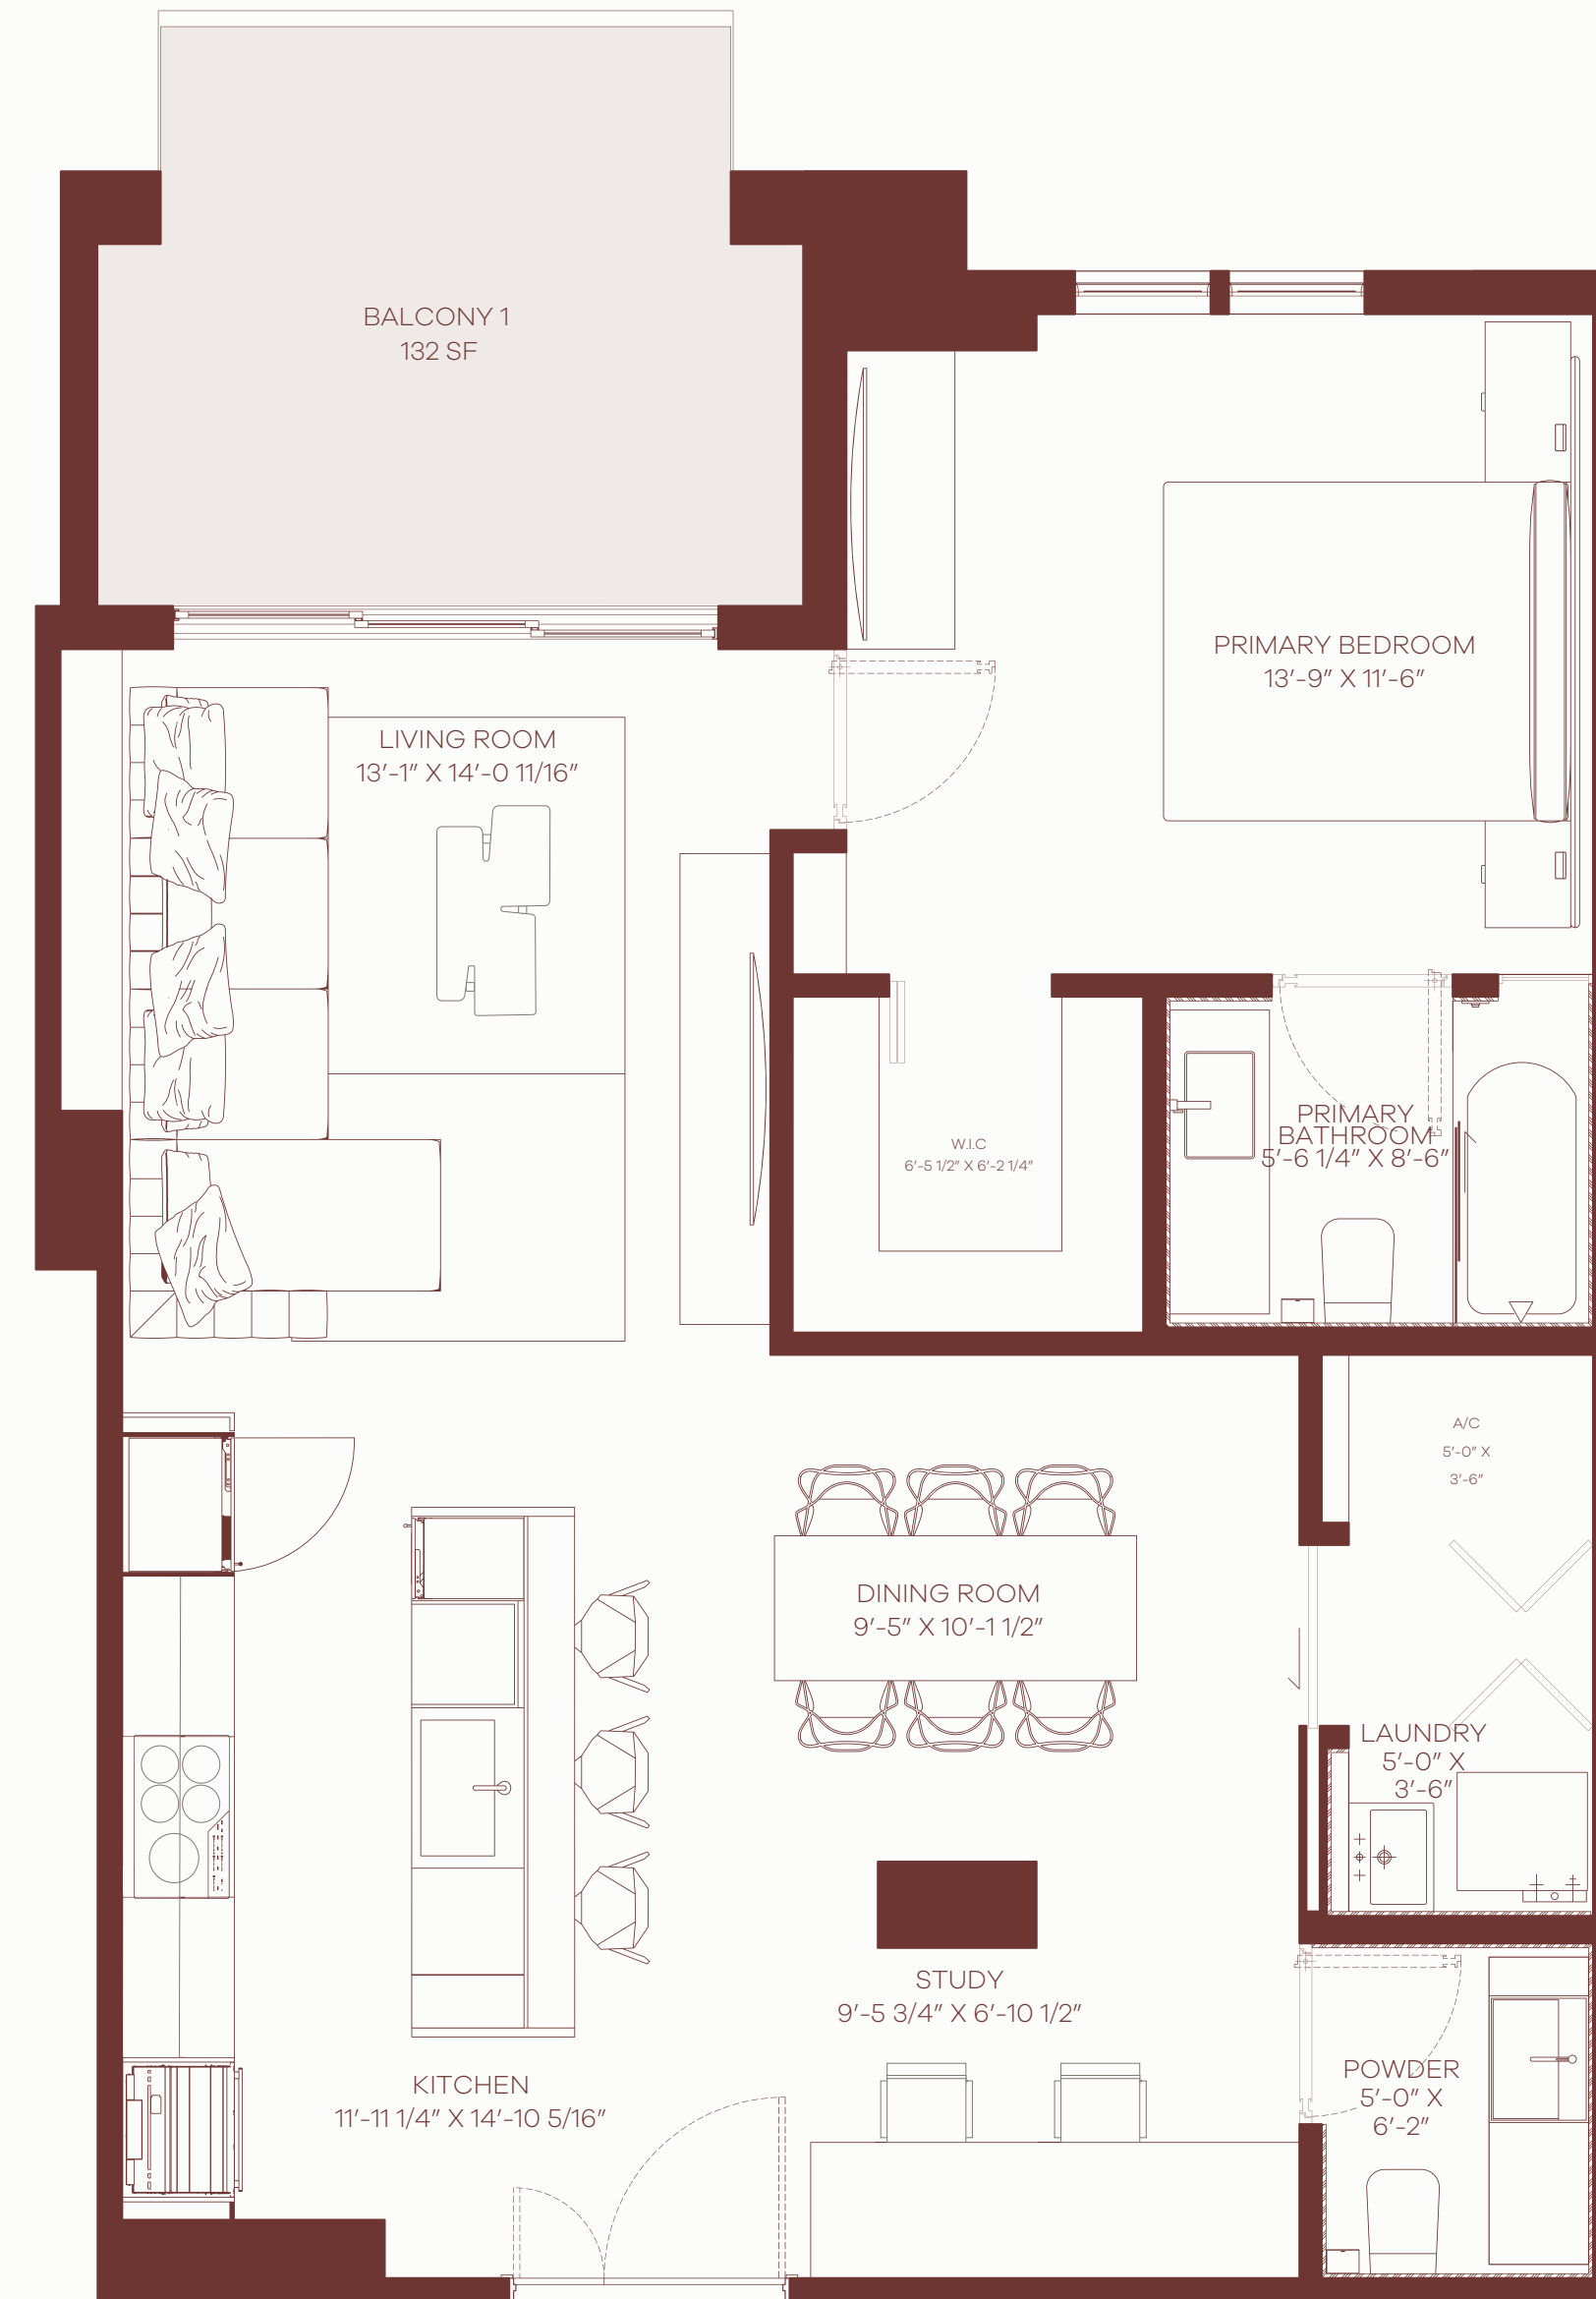 BALCONY 1
132 SF
PRIMARY BEDROOM
13'-9" X 11'-6"
LIVING ROOM
13'-1" X 14'-0 11/16"
W.I.C
6'-5 1/2" X 6'-2 1/4"
PRIMARY
BATHROOM
5'-6 1/4" X 8'-6"
A/C
5'-0" X
3'-6"
DINING ROOM
9'-5" X 10'-1 1/2"
LAUNDRY
5'-0" X
3'-6"
STUDY
9'-5 3/4" X 6'-10 1/2"
KITCHEN
11'-11 1/4" X 14'-10 5/16"
POWDER
5'-0" X
6'-2"